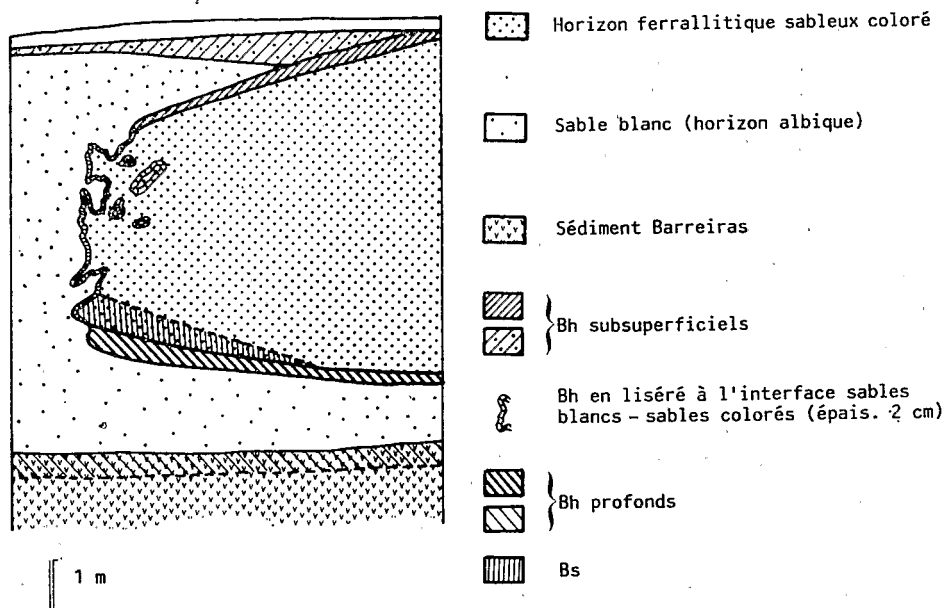 Horizon ferrallitique sableux coloré
Sable blanc (horizon albique)
Sédiment Barreiras
Bh subsuperficiels
Bh en liséré à l'interface sables
blancs - sables colorés (épais. 2 cm)
Bh profonds
Bs
1 m